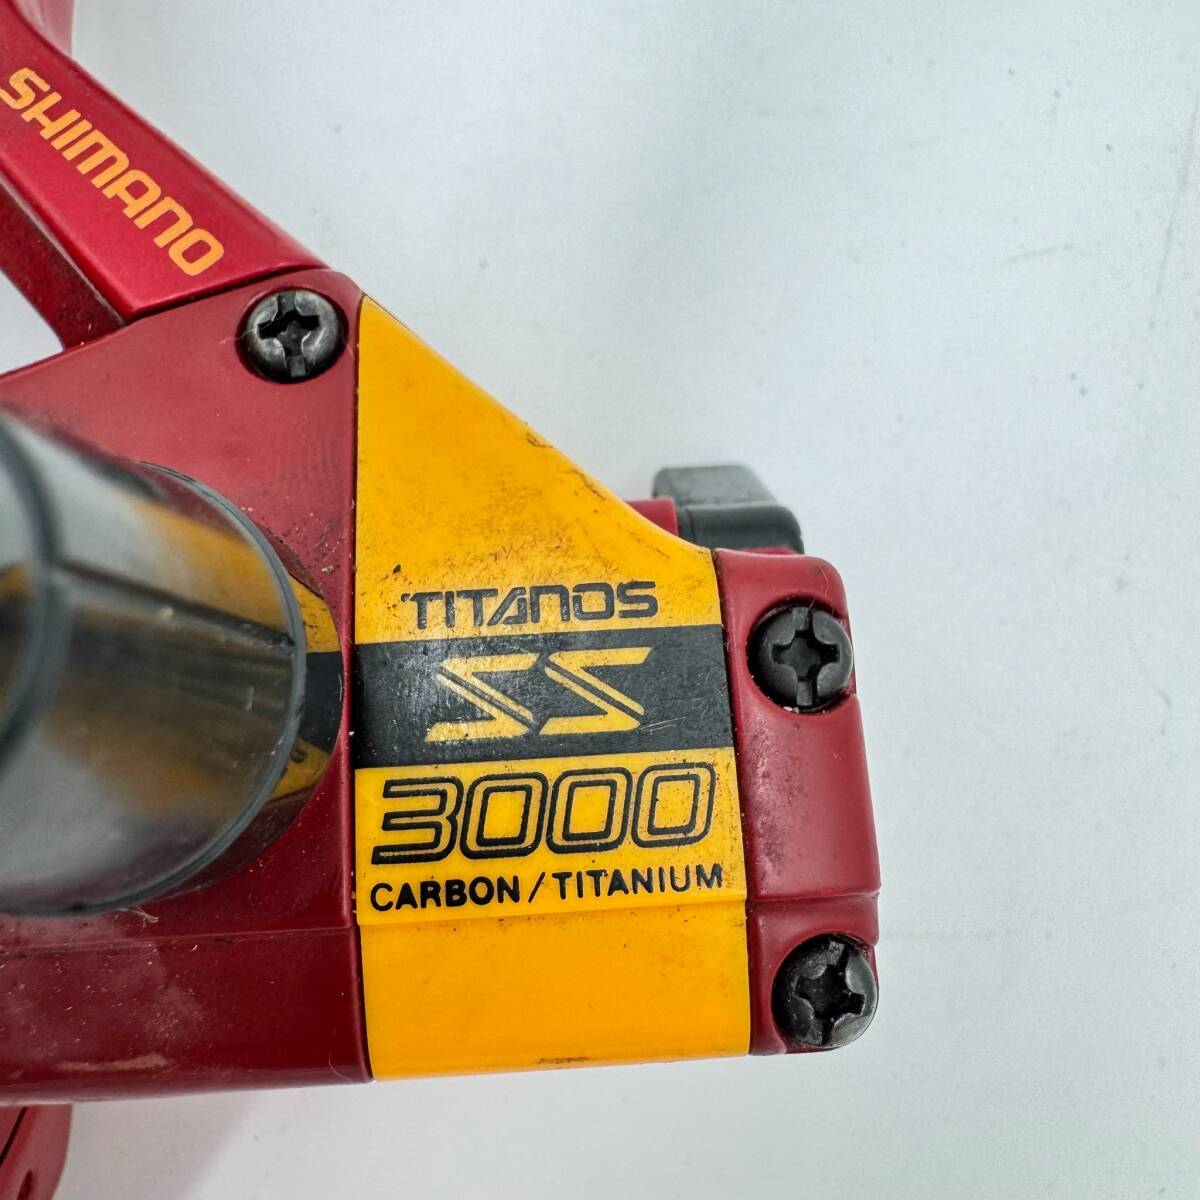 SHIMANO
TITANOS
SS
3000
CARBON/TITANIUM